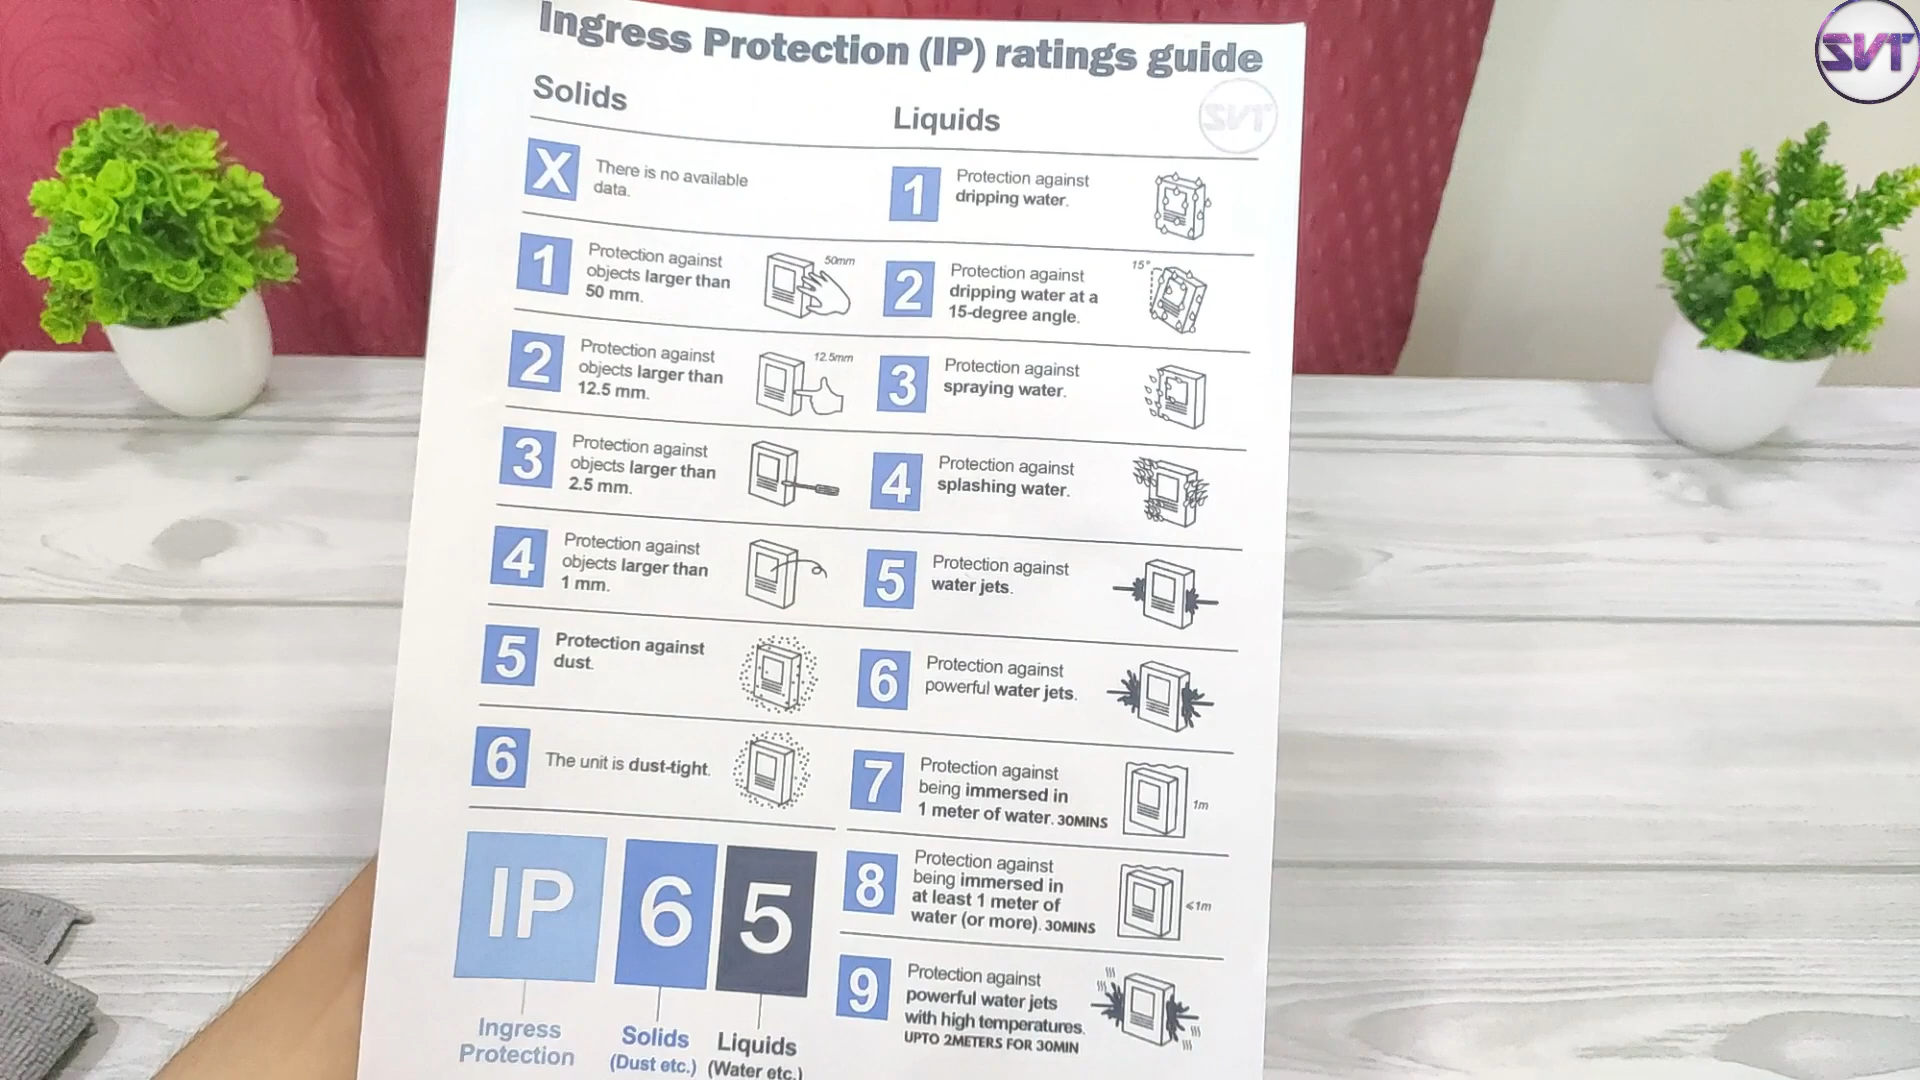 Ingress Protection (IP) ratings guide
SVT
SVT
Solids
X
There is no available
data.
1
Protection against
objects larger than
50 mm.
50mm
2
Protection against
objects larger than
12.5 mm.
12.5mm
3
Protection against
objects larger than
2.5 mm.
4
Protection against
objects larger than
1 mm.
5
Protection against
dust.
6
The unit is dust-tight.
Liquids
1
Protection against
dripping water.
2
Protection against
dripping water at a
15-degree angle.
15°
3
Protection against
spraying water.
4
Protection against
splashing water.
5
Protection against
water jets.
6
Protection against
powerful water jets.
7
Protection against
being immersed in
1 meter of water. 30MINS
1m
8
Protection against
being immersed in
at least 1 meter of
water (or more). 30MINS
⩽1m
9
Protection against
powerful water jets
with high temperatures.
UPTO 2METERS FOR 30MIN
IP 6 5
Ingress
Protection
Solids
(Dust etc.)
Liquids
(Water etc.)